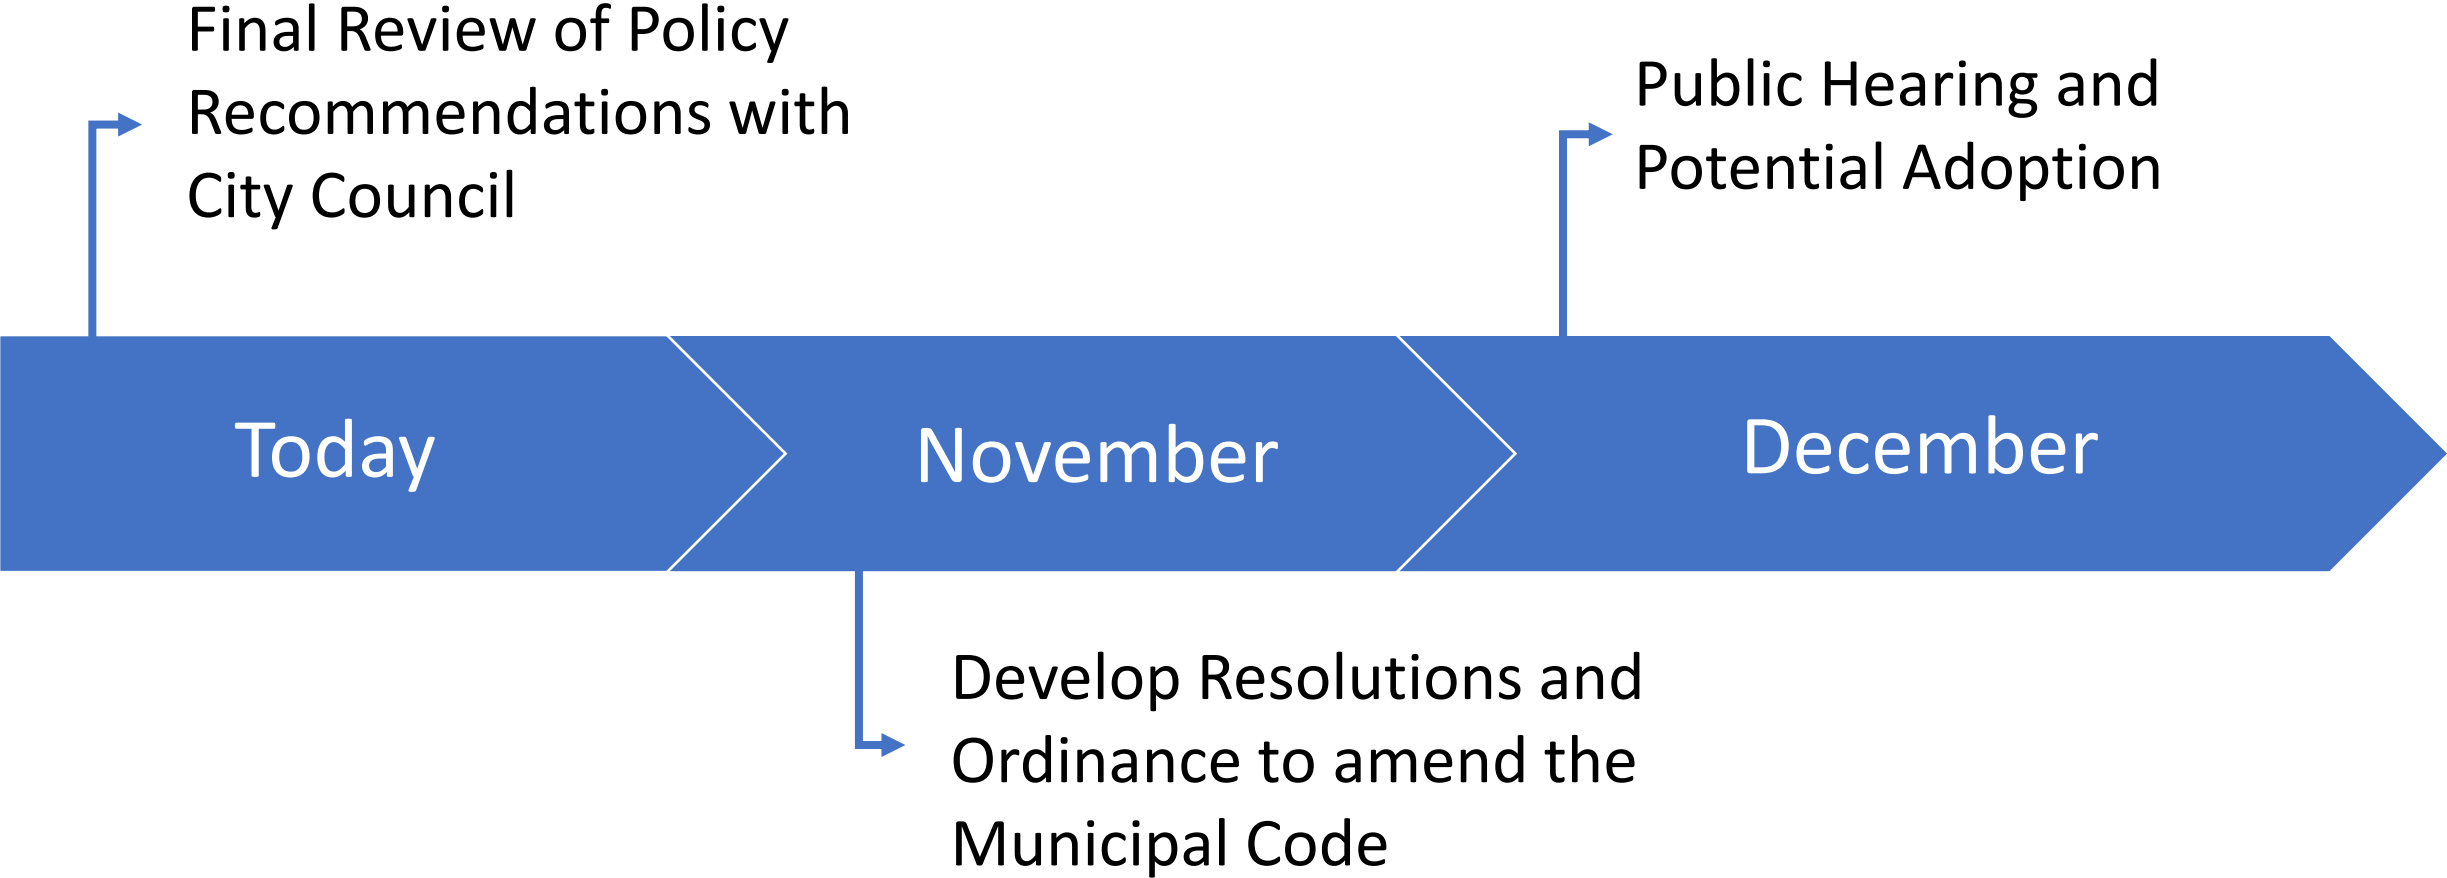 Final Review of Policy
Recommendations with
City Council
Public Hearing and
Potential Adoption
Today
November
December
Develop Resolutions and
Ordinance to amend the
Municipal Code